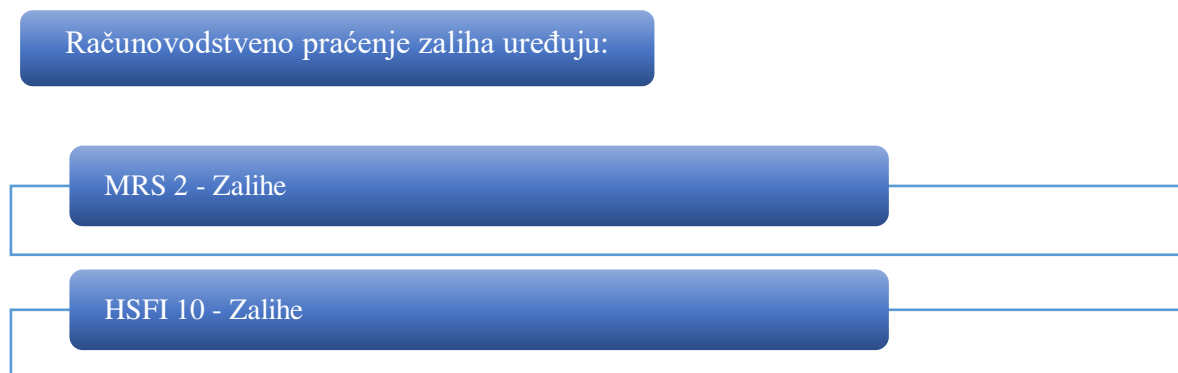 Računovodstveno praćenje zaliha uređuju:
MRS 2 - Zalihe
HSFI 10 - Zalihe